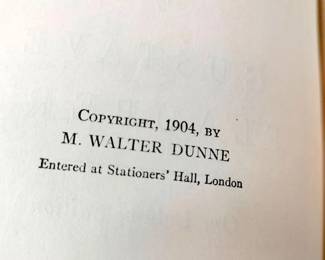 COPYRIGHT, 1904, BY
M. WALTER DUNNE
Entered at Stationers' Hall, London